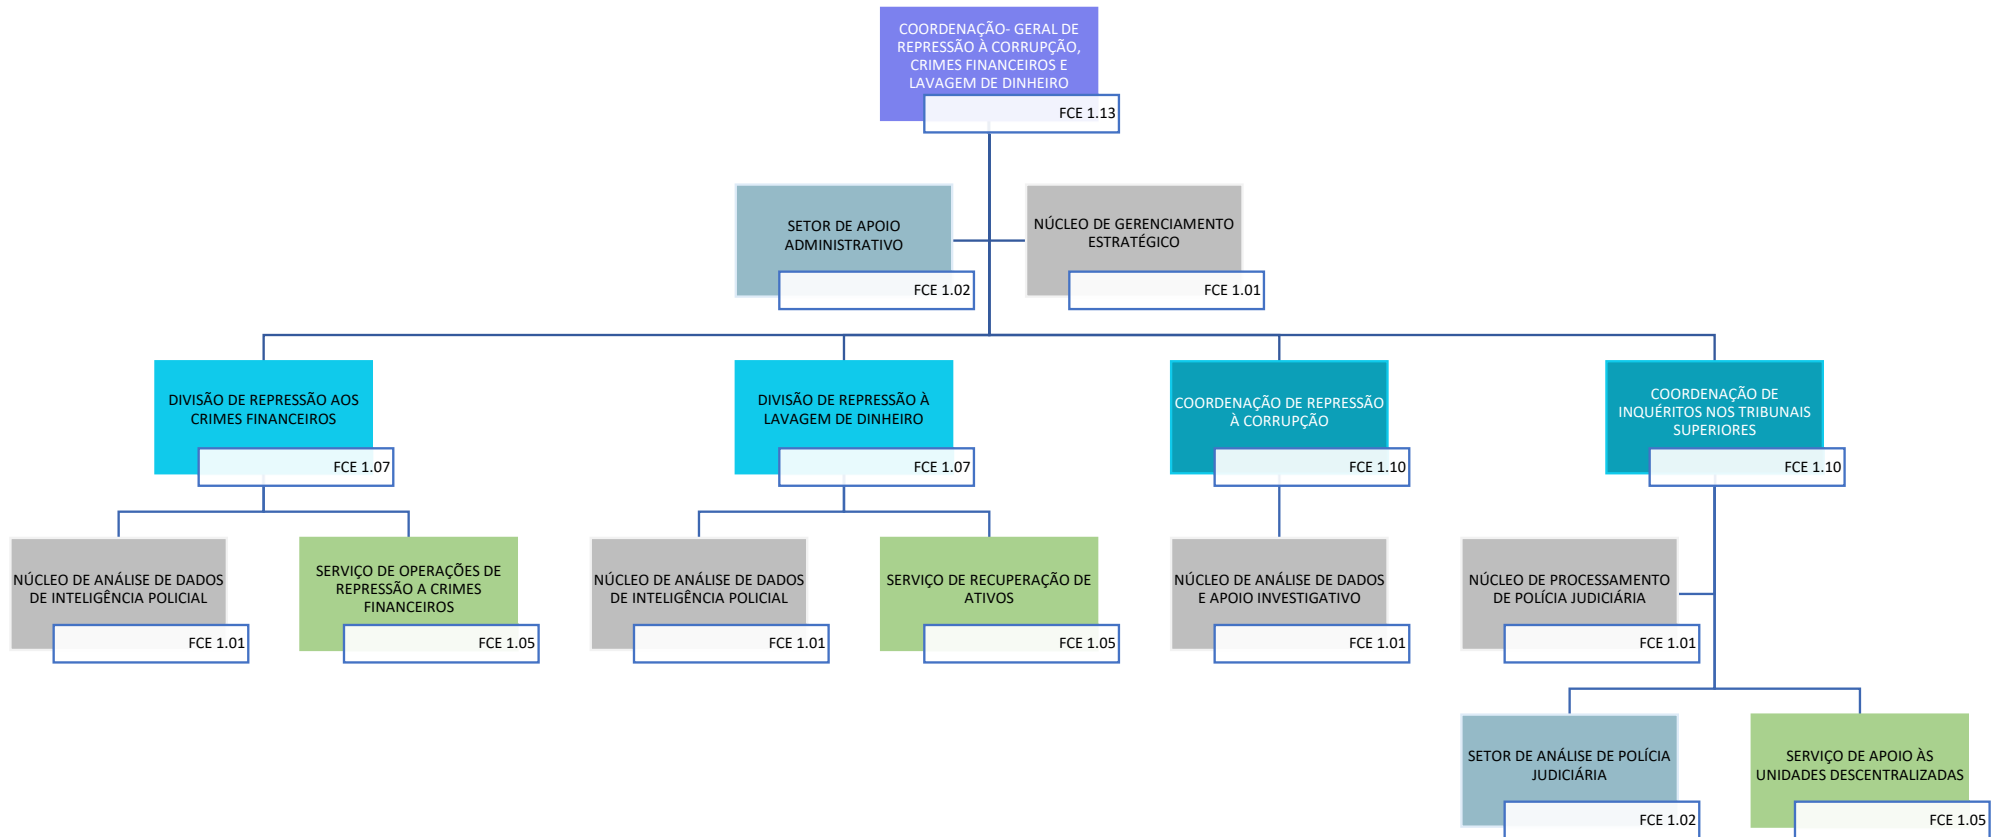 COORDENAÇÃO- GERAL DE
REPRESSÃO À CORRUPÇÃO,
CRIMES FINANCEIROS E
LAVAGEM DE DINHEIRO
FCE 1.13
SETOR DE APOIO
ADMINISTRATIVO
FCE 1.02
NÚCLEO DE GERENCIAMENTO
ESTRATÉGICO
FCE 1.01
DIVISÃO DE REPRESSÃO AOS
CRIMES FINANCEIROS
FCE 1.07
DIVISÃO DE REPRESSÃO À
LAVAGEM DE DINHEIRO
FCE 1.07
COORDENAÇÃO DE REPRESSÃO
À CORRUPÇÃO
FCE 1.10
COORDENAÇÃO DE
INQUÉRITOS NOS TRIBUNAIS
SUPERIORES
FCE 1.10
NÚCLEO DE ANÁLISE DE DADOS
DE INTELIGÊNCIA POLICIAL
FCE 1.01
SERVIÇO DE OPERAÇÕES DE
REPRESSÃO A CRIMES
FINANCEIROS
FCE 1.05
NÚCLEO DE ANÁLISE DE DADOS
DE INTELIGÊNCIA POLICIAL
FCE 1.01
SERVIÇO DE RECUPERAÇÃO DE
ATIVOS
FCE 1.05
NÚCLEO DE ANÁLISE DE DADOS
E APOIO INVESTIGATIVO
FCE 1.01
NÚCLEO DE PROCESSAMENTO
DE POLÍCIA JUDICIÁRIA
FCE 1.01
SETOR DE ANÁLISE DE POLÍCIA
JUDICIÁRIA
FCE 1.02
SERVIÇO DE APOIO ÀS
UNIDADES DESCENTRALIZADAS
FCE 1.05